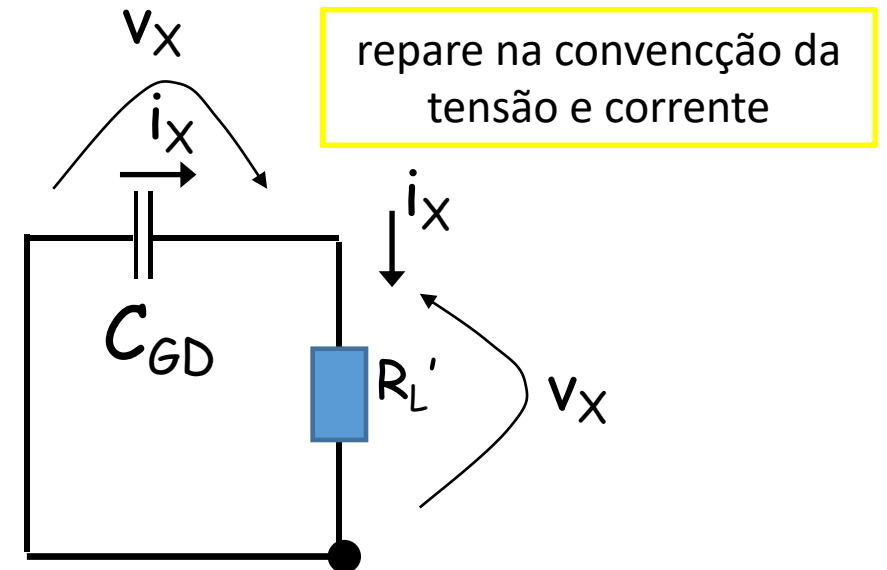 vX
repare na convencção da
tensão e corrente
iX
iX
CGD
RL'
vX